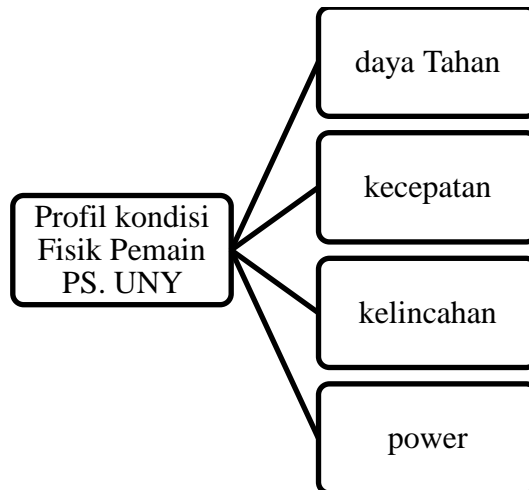 Profil kondisi
Fisik Pemain
PS. UNY
daya Tahan
kecepatan
kelincahan
power